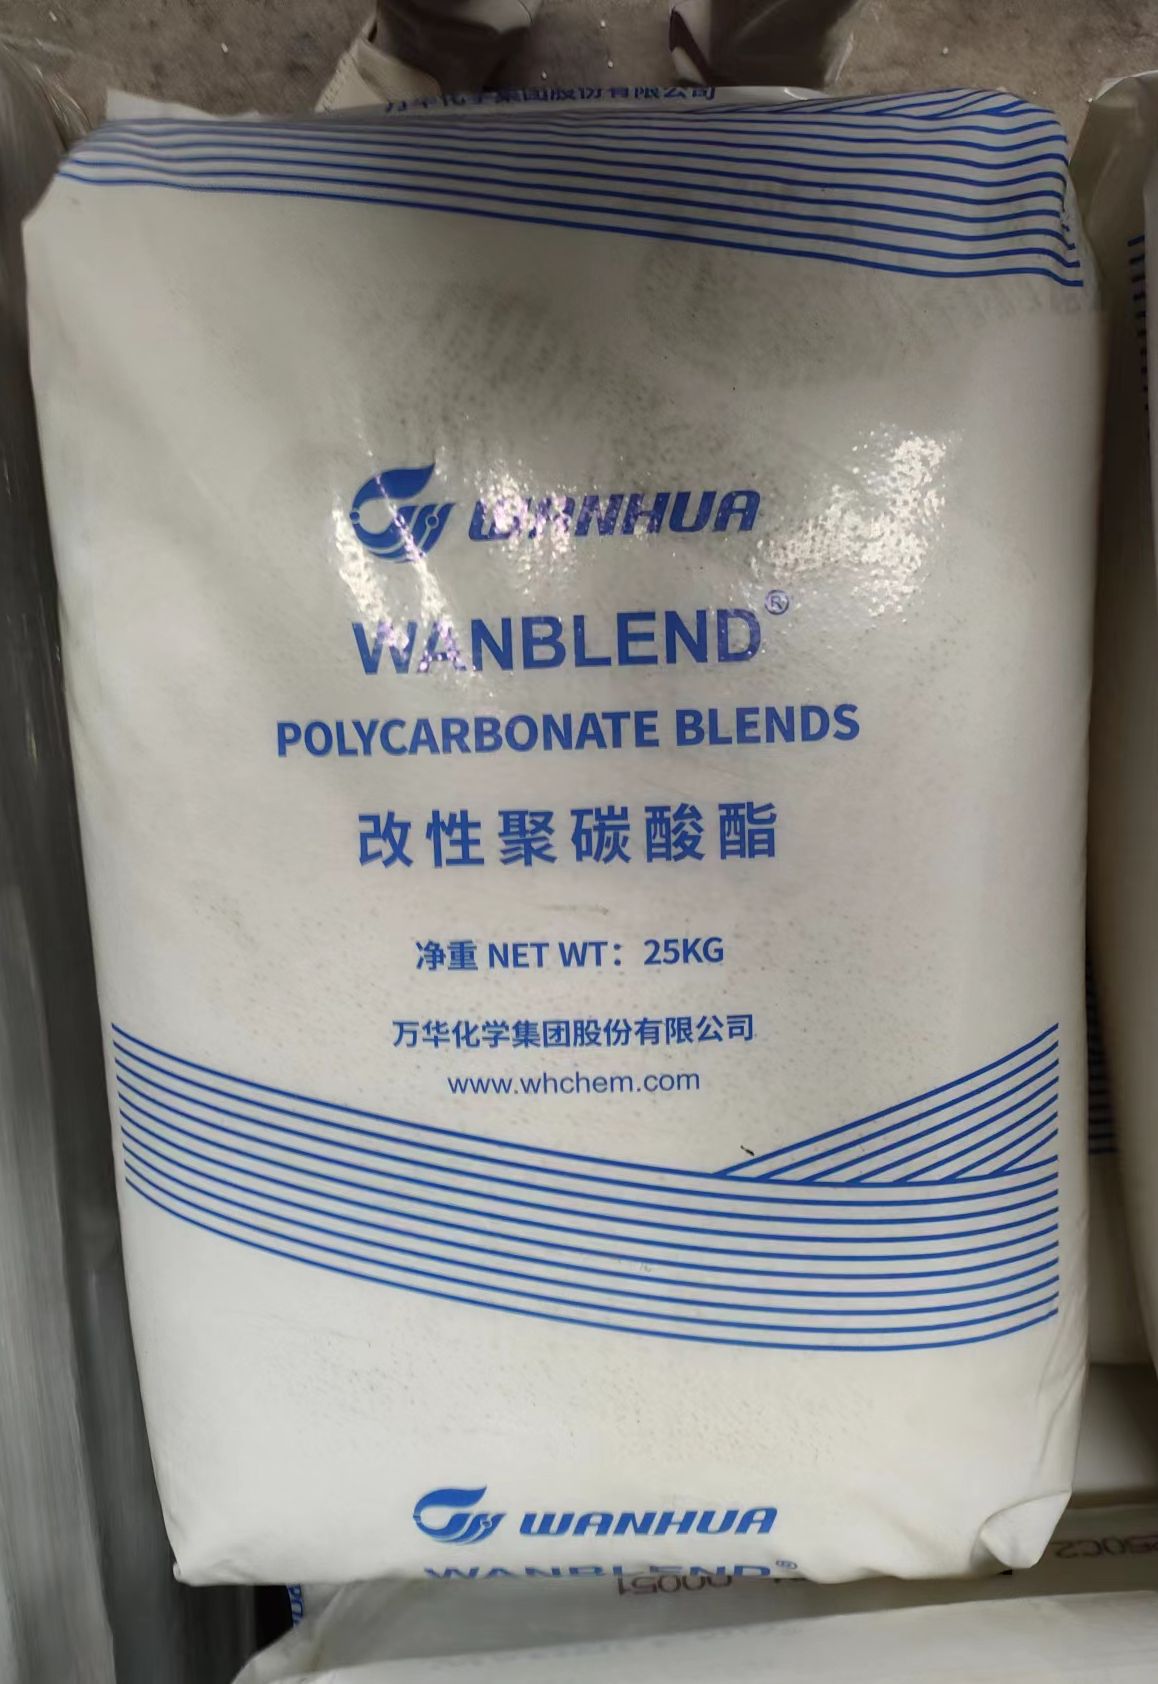 万华化学集团股份有限公司
WANHUA
WANBLEND®
POLYCARBONATE BLENDS
改性聚碳酸酯
净重 NET WT: 25KG
万华化学集团股份有限公司
www.whchem.com
WANHUA
WANBLEND®